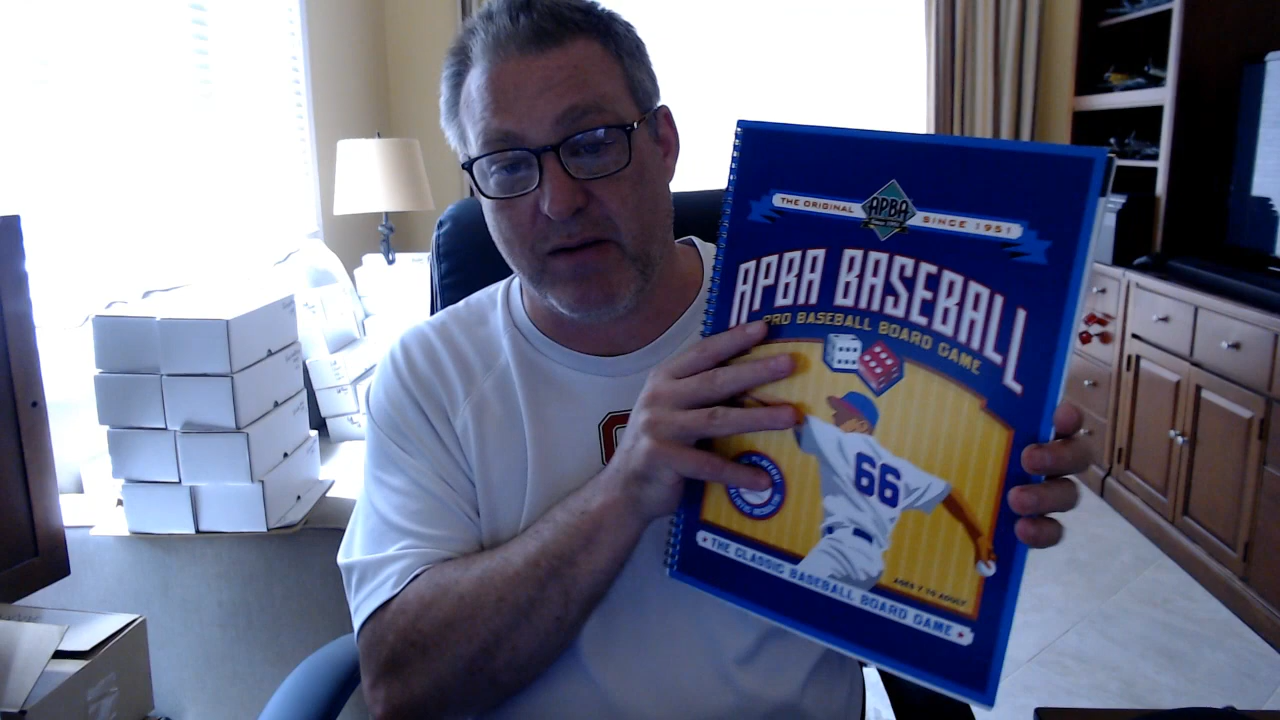 THE ORIGINAL APBA SINCE 1951
APBA BASEBALL
PRO BASEBALL BOARD GAME
66
THE CLASSIC BASEBALL BOARD GAME
AGES 7 TO ADULT